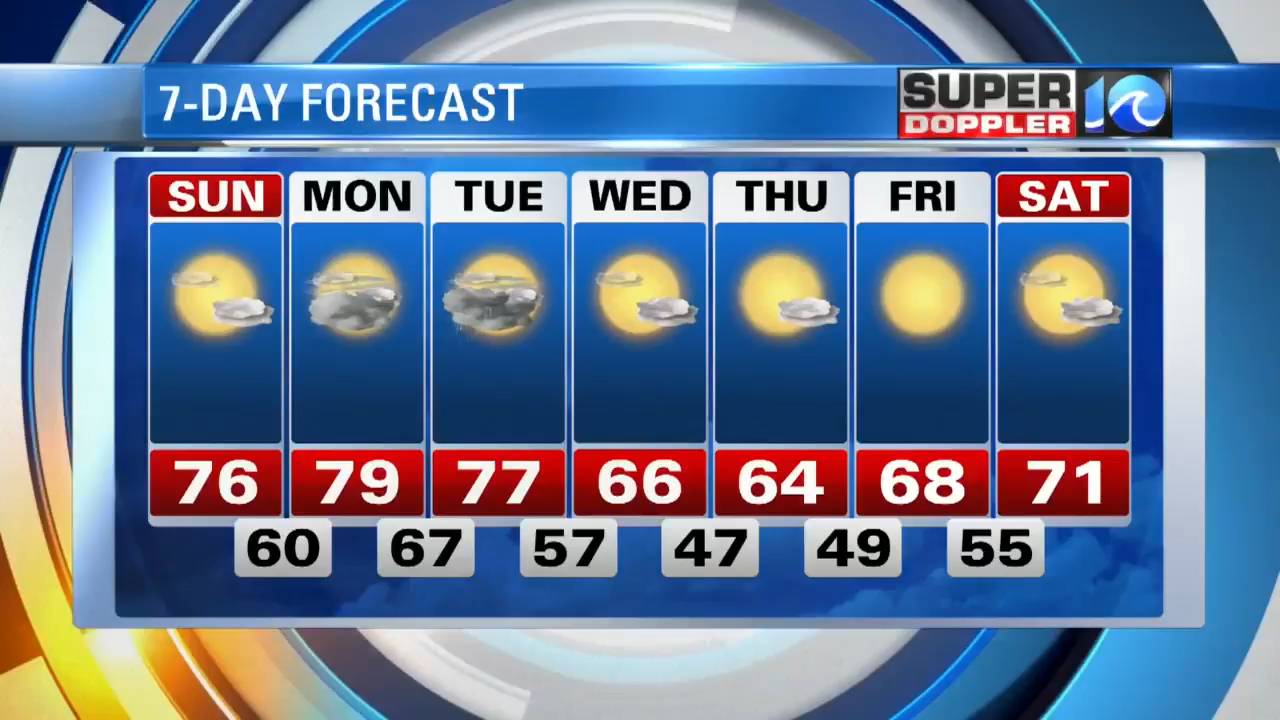 7-DAY FORECAST
SUPER DOPPLER 10
SUN MON TUE WED THU FRI SAT
76 79 77 66 64 68 71
60 67 57 47 49 55